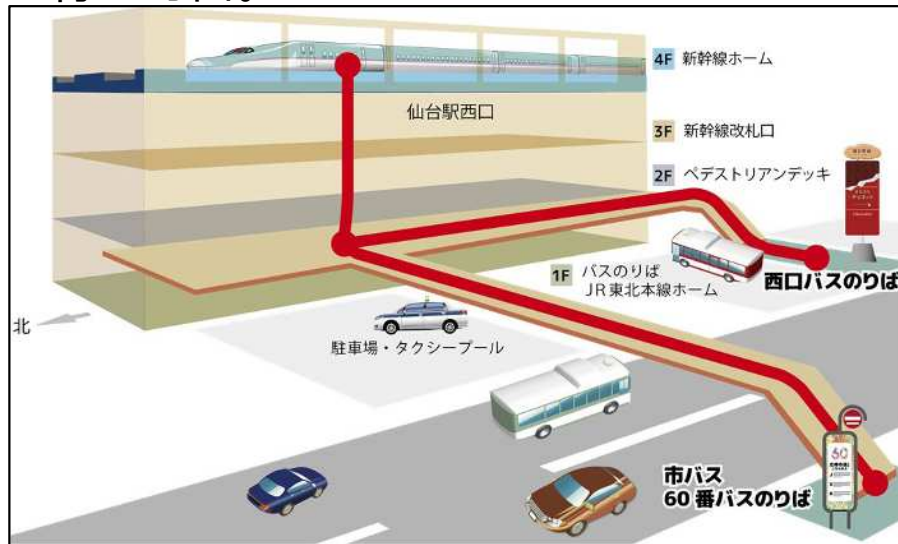 4F 新幹線ホーム
仙台駅西口
3F 新幹線改札口
2F ペデストリアンデッキ
1F バスのりば
JR東北本線ホーム
西口バスのりば
北
駐車場・タクシープール
市バス
60番バスのりば
60